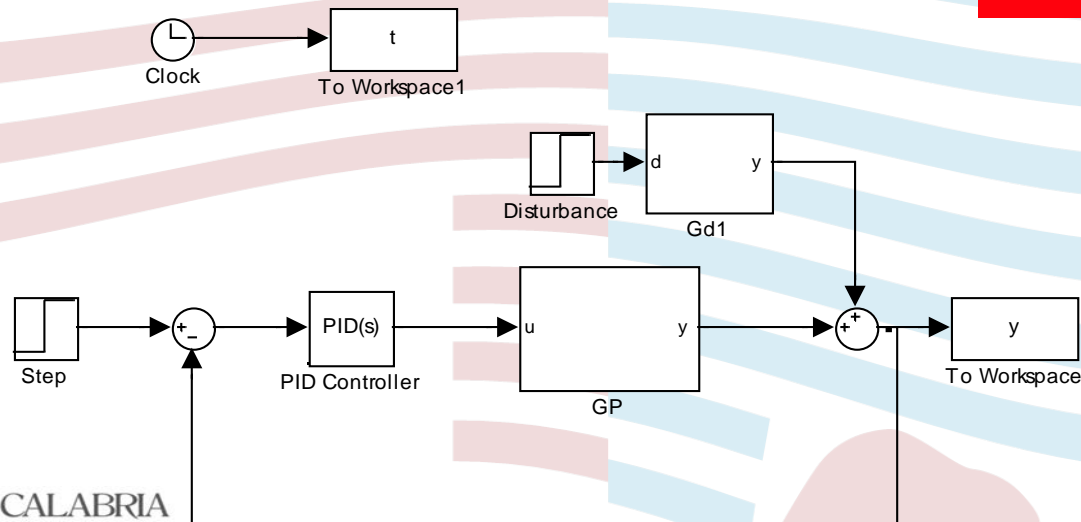 t
Clock
To Workspace1
d
y
Disturbance
Gd1
+
+
+
−
PID(s)
u
y
y
Step
PID Controller
GP
To Workspace
CALABRIA